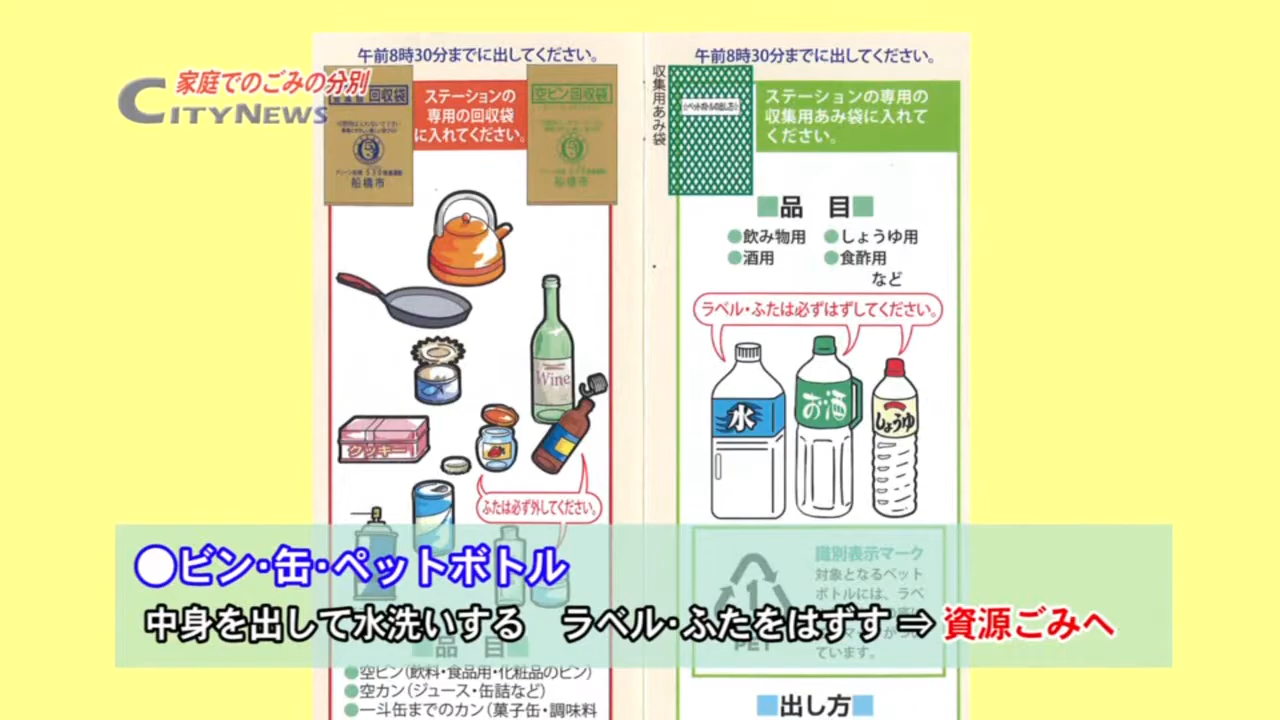 家庭でのごみの分別
CITY NEWS
午前8時30分までに出してください。
回収袋
船橋市
ステーションの
専用の回収袋
に入れてください。
空ビン回収袋
船橋市
Wine
クッキー
ふたは必ず外してください。
品 目
●空ビン(飲料・食品用・化粧品のビン)
●空カン(ジュース・缶詰など)
●一斗缶までのカン(菓子缶・調味料
午前8時30分までに出してください。
収集用あみ袋
ステーションの専用の
収集用あみ袋に入れて
ください。
■品 目■
●飲み物用 ●しょうゆ用
●酒用 ●食酢用
など
ラベル・ふたは必ずはずしてください。
水
お酒
しょうゆ
1
PET
識別表示マーク
対象となるペット
ボトルには、ラベ
ています。
■出し方■
●ビン・缶・ペットボトル
中身を出して水洗いする ラベル・ふたをはずす ⇒ 資源ごみへ